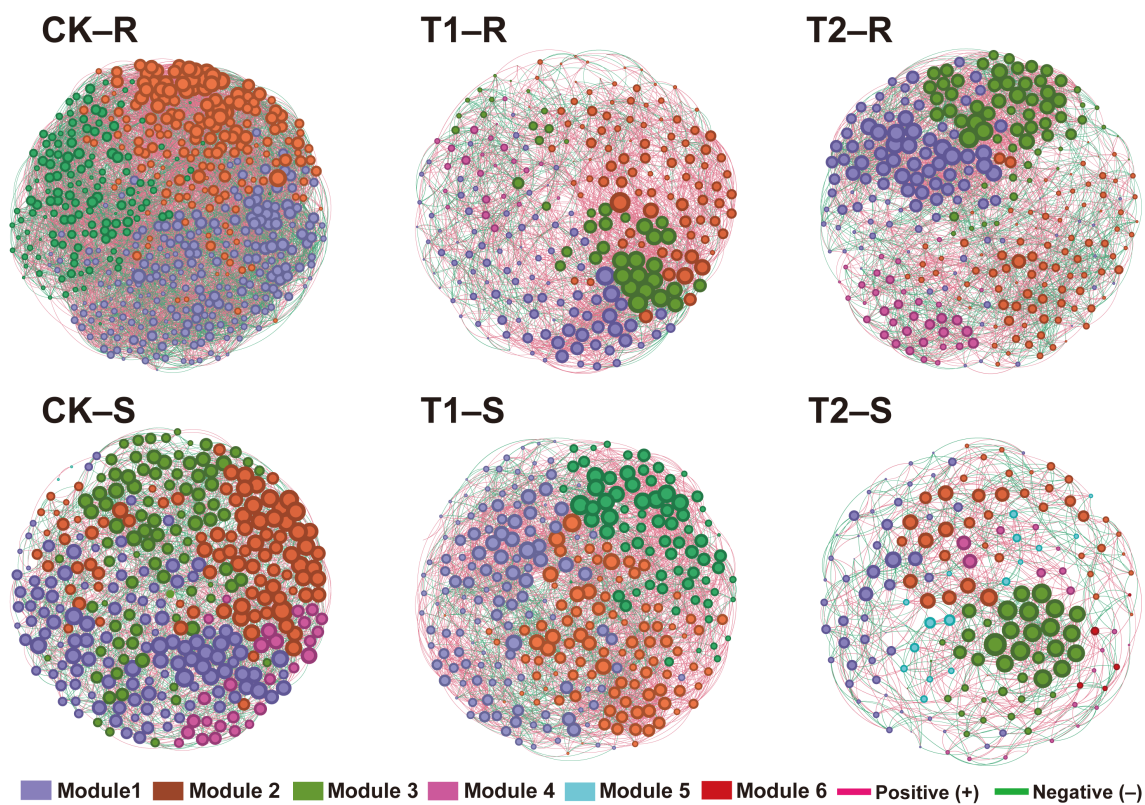 CK–R T1–R T2–R
CK–S T1–S T2–S
Module1 Module 2 Module 3 Module 4 Module 5 Module 6 Positive (+) Negative (–)